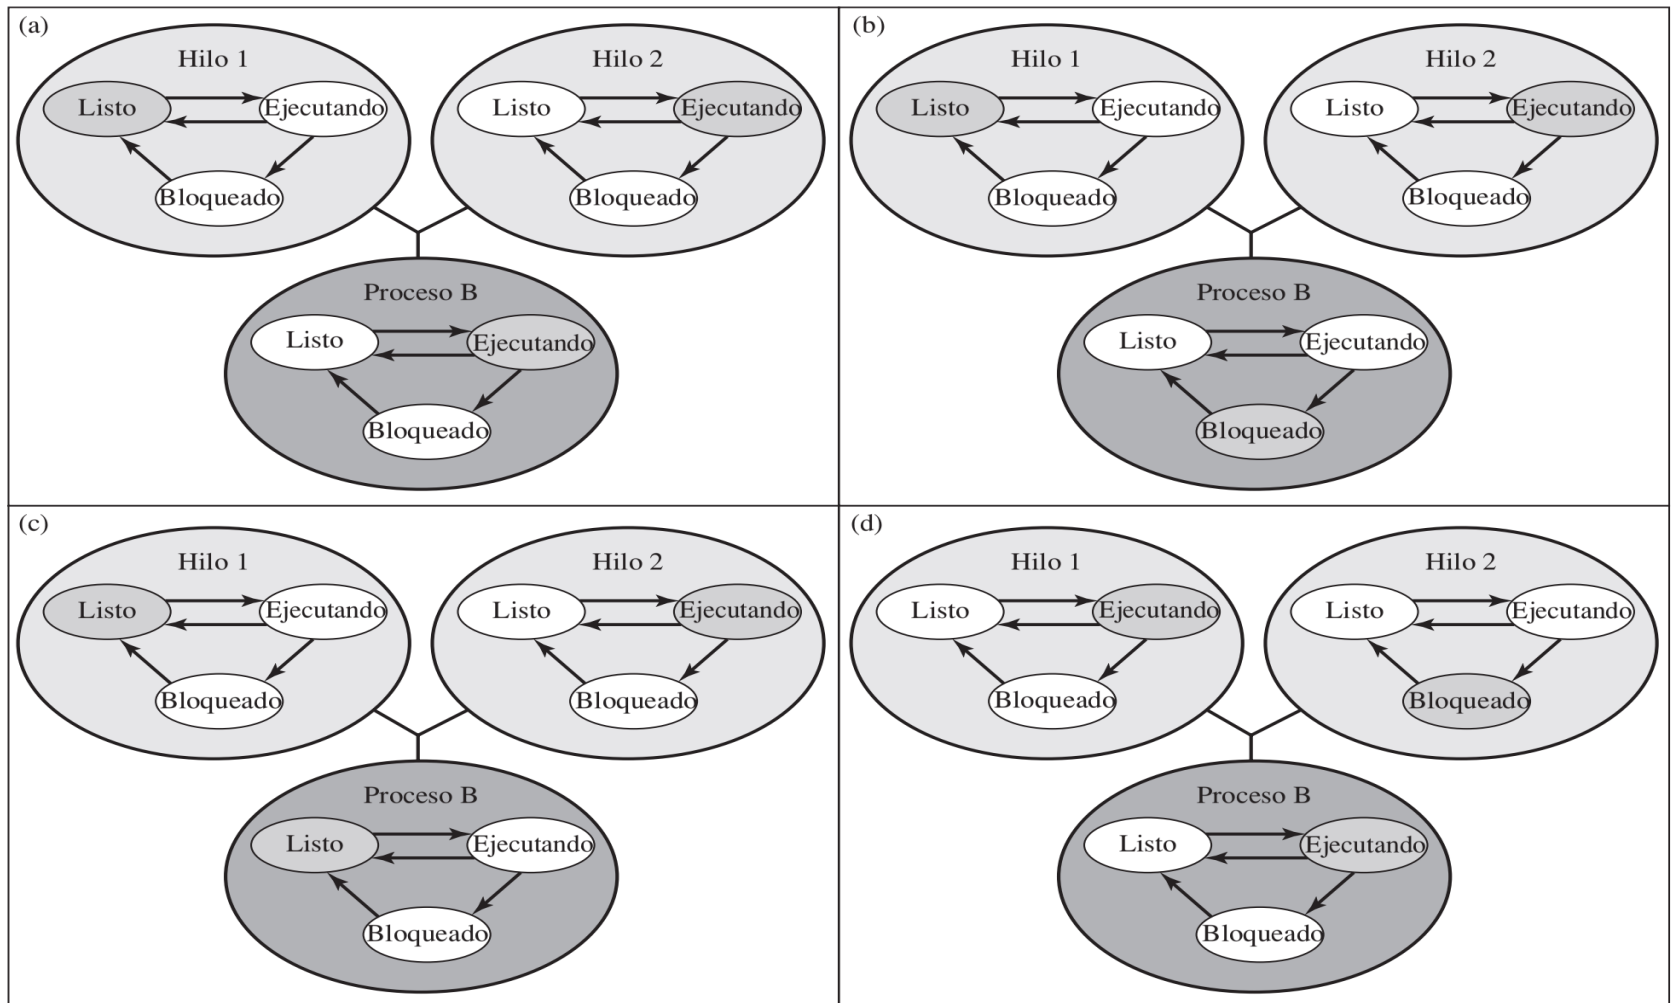 (a)
Hilo 1
Listo
Ejecutando
Bloqueado
Hilo 2
Listo
Ejecutando
Bloqueado
Proceso B
Listo
Ejecutando
Bloqueado
(b)
Hilo 1
Listo
Ejecutando
Bloqueado
Hilo 2
Listo
Ejecutando
Bloqueado
Proceso B
Listo
Ejecutando
Bloqueado
(c)
Hilo 1
Listo
Ejecutando
Bloqueado
Hilo 2
Listo
Ejecutando
Bloqueado
Proceso B
Listo
Ejecutando
Bloqueado
(d)
Hilo 1
Listo
Ejecutando
Bloqueado
Hilo 2
Listo
Ejecutando
Bloqueado
Proceso B
Listo
Ejecutando
Bloqueado